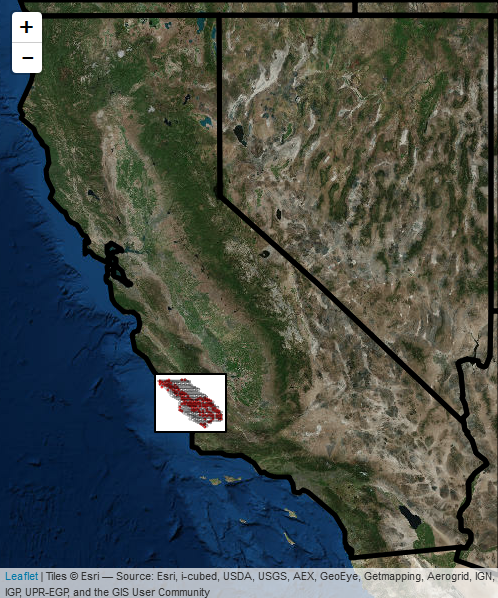 +
−
Leaflet | Tiles © Esri — Source: Esri, i-cubed, USDA, USGS, AEX, GeoEye, Getmapping, Aerogrid, IGN,
IGP, UPR-EGP, and the GIS User Community